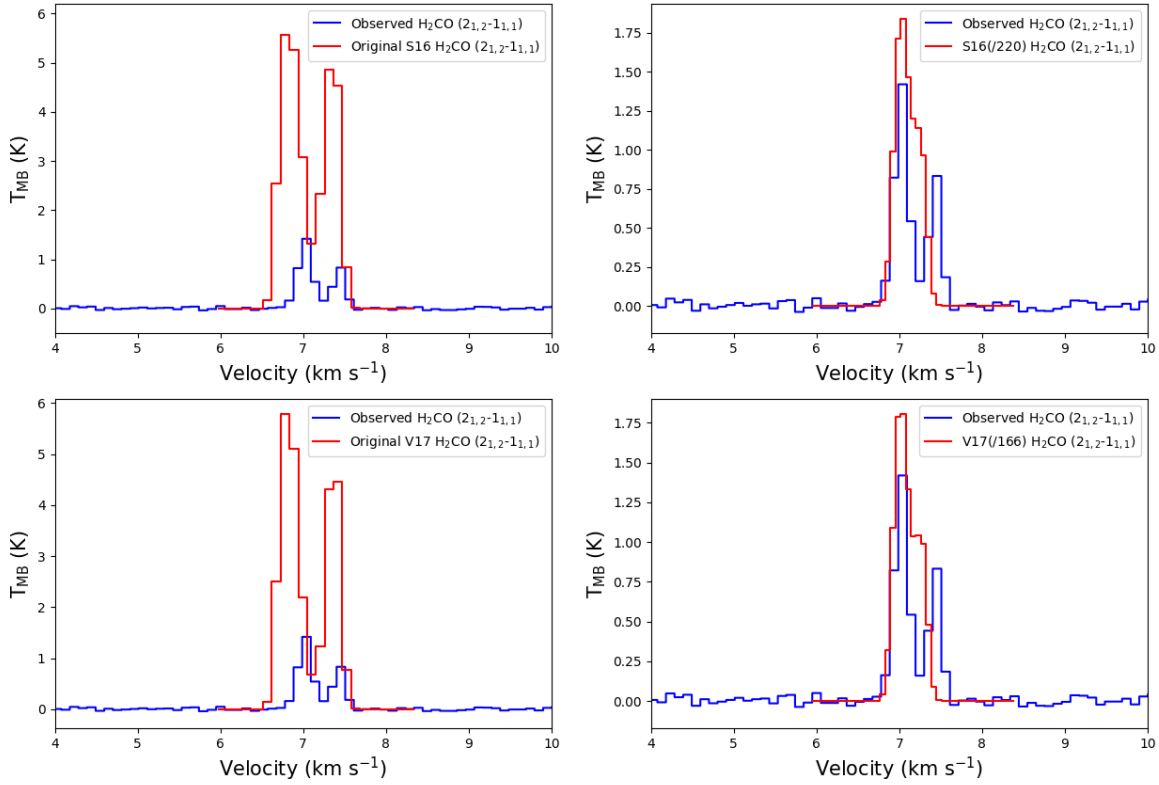 Observed H₂CO (2₁,₂-1₁,₁)
Original S16 H₂CO (2₁,₂-1₁,₁)
T_MB (K)
6
5
4
3
2
1
0
4 5 6 7 8 9 10
Velocity (km s⁻¹)
Observed H₂CO (2₁,₂-1₁,₁)
S16(/220) H₂CO (2₁,₂-1₁,₁)
T_MB (K)
1.75
1.50
1.25
1.00
0.75
0.50
0.25
0.00
4 5 6 7 8 9 10
Velocity (km s⁻¹)
Observed H₂CO (2₁,₂-1₁,₁)
Original V17 H₂CO (2₁,₂-1₁,₁)
T_MB (K)
6
5
4
3
2
1
0
4 5 6 7 8 9 10
Velocity (km s⁻¹)
Observed H₂CO (2₁,₂-1₁,₁)
V17(/166) H₂CO (2₁,₂-1₁,₁)
T_MB (K)
1.75
1.50
1.25
1.00
0.75
0.50
0.25
0.00
4 5 6 7 8 9 10
Velocity (km s⁻¹)